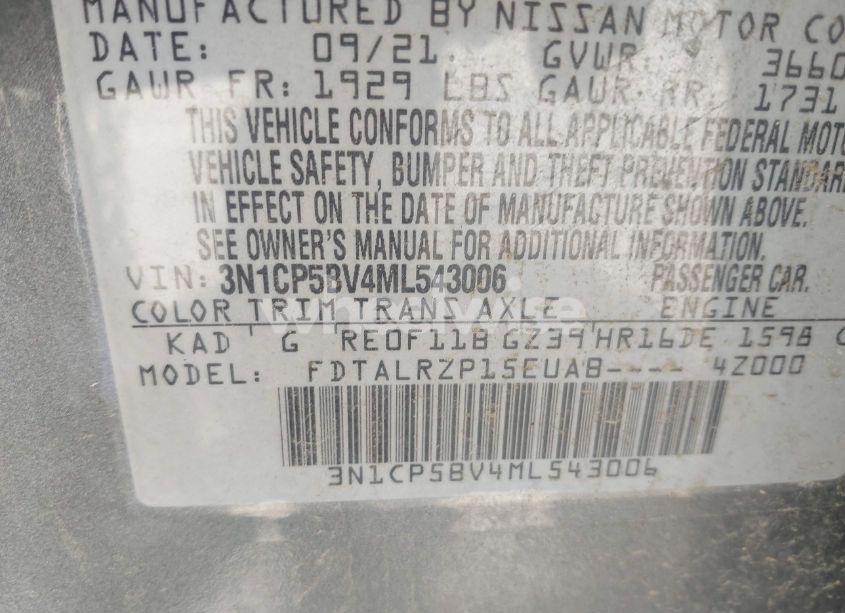 MANUFACTURED BY NISSAN MOTOR CO
DATE: 09/21 GVWR: 3660
GAWR FR: 1929 LBS GAWR RR 1731
THIS VEHICLE CONFORMS TO ALL APPLICABLE FEDERAL MOTO
VEHICLE SAFETY, BUMPER AND THEFT PREVENTION STANDARD
IN EFFECT ON THE DATE OF MANUFACTURE SHOWN ABOVE.
SEE OWNER'S MANUAL FOR ADDITIONAL INFORMATION.
VIN: 3N1CP5BV4ML543006 PASSENGER CAR.
COLOR TRIM TRANS AXLE ENGINE
KAD G RE0F11B GZ39 HR16DE 1598 C
MODEL: FDTALRZP15EUAB---- 4Z000
3N1CP5BV4ML543006